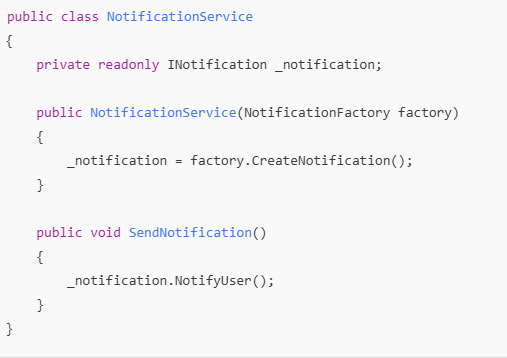 public class NotificationService
{
    private readonly INotification _notification;

    public NotificationService(NotificationFactory factory)
    {
        _notification = factory.CreateNotification();
    }

    public void SendNotification()
    {
        _notification.NotifyUser();
    }
}